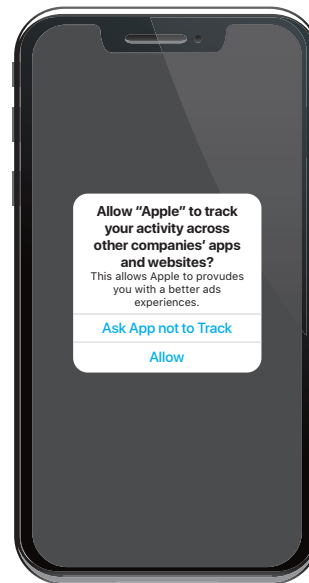 Allow “Apple” to track
your activity across
other companies’ apps
and websites?
This allows Apple to provudes
you with a better ads
experiences.
Ask App not to Track
Allow